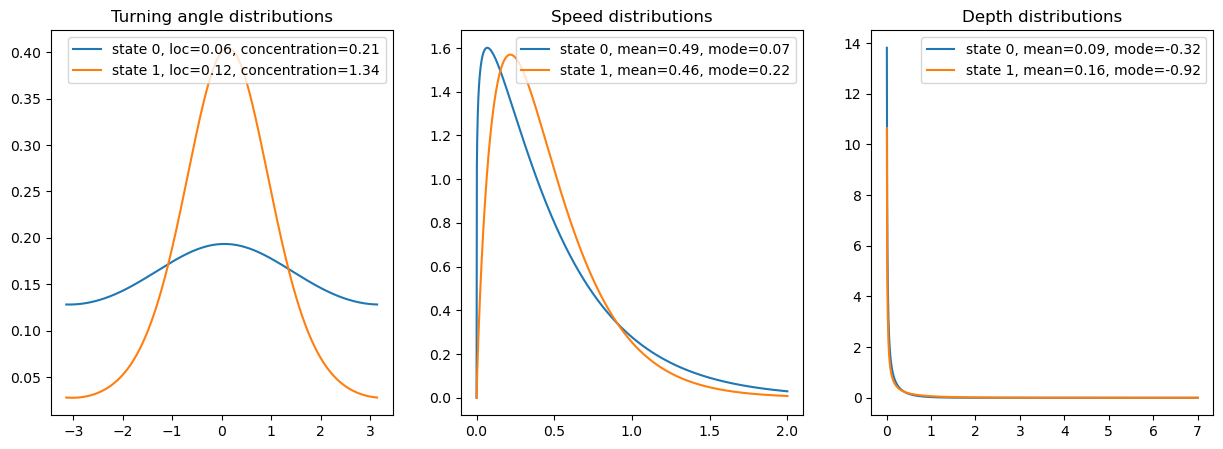 Turning angle distributions
state 0, loc=0.06, concentration=0.21
state 1, loc=0.12, concentration=1.34
0.40
0.35
0.30
0.25
0.20
0.15
0.10
0.05
−3 −2 −1 0 1 2 3
Speed distributions
state 0, mean=0.49, mode=0.07
state 1, mean=0.46, mode=0.22
1.6
1.4
1.2
1.0
0.8
0.6
0.4
0.2
0.0
0.0 0.5 1.0 1.5 2.0
Depth distributions
state 0, mean=0.09, mode=-0.32
state 1, mean=0.16, mode=-0.92
14
12
10
8
6
4
2
0
0 1 2 3 4 5 6 7